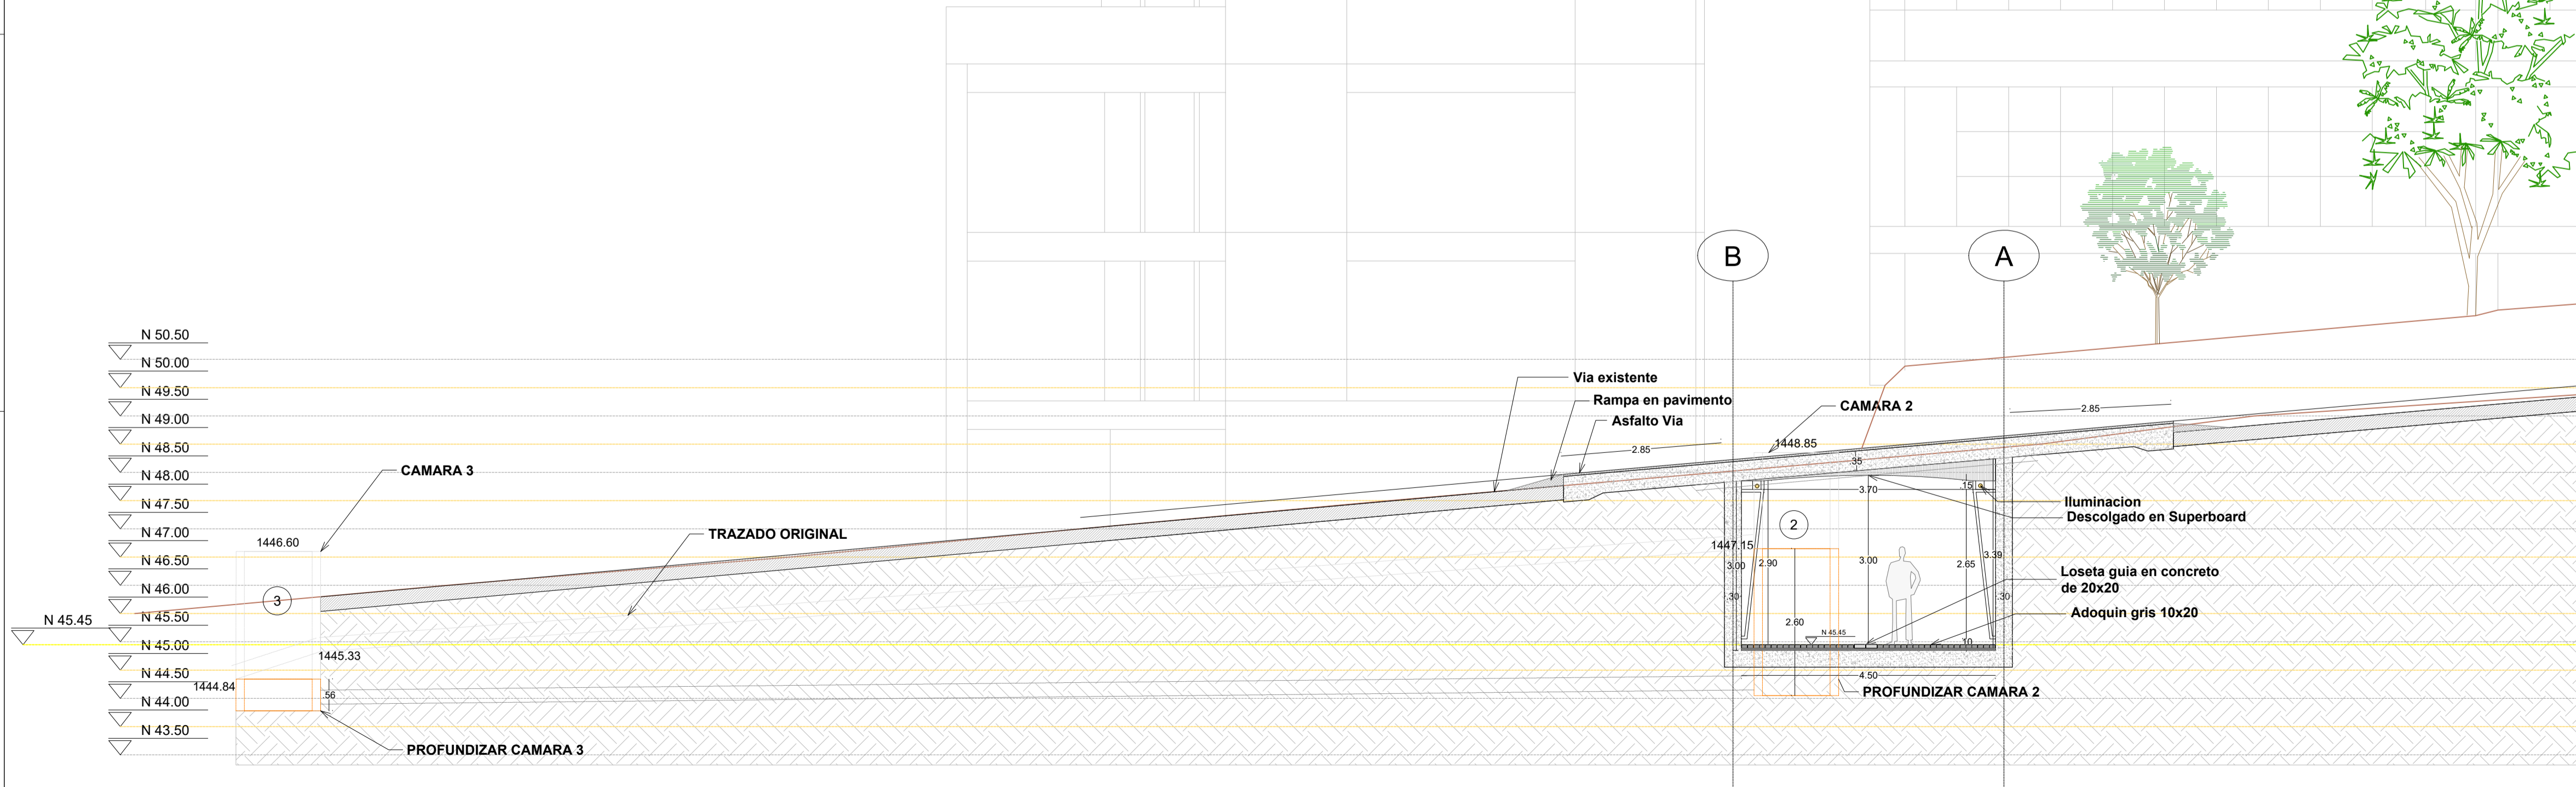 B
A
N 50.50
N 50.00
N 49.50
N 49.00
N 48.50
N 48.00
N 47.50
N 47.00
N 46.50
N 46.00
N 45.50
N 45.45
N 45.00
N 44.50
N 44.00
N 43.50
CAMARA 3
1446.60
3
TRAZADO ORIGINAL
1445.33
1444.84
.56
PROFUNDIZAR CAMARA 3
Via existente
Rampa en pavimento
Asfalto Via
2.85
CAMARA 2
1448.85
2.85
.35
3.70
.15
2
1447.15
3.00
2.90
3.00
2.65
3.39
.30
.30
2.60
N 45.45
.10
4.50
PROFUNDIZAR CAMARA 2
Iluminacion
Descolgado en Superboard
Loseta guia en concreto
de 20x20
Adoquin gris 10x20